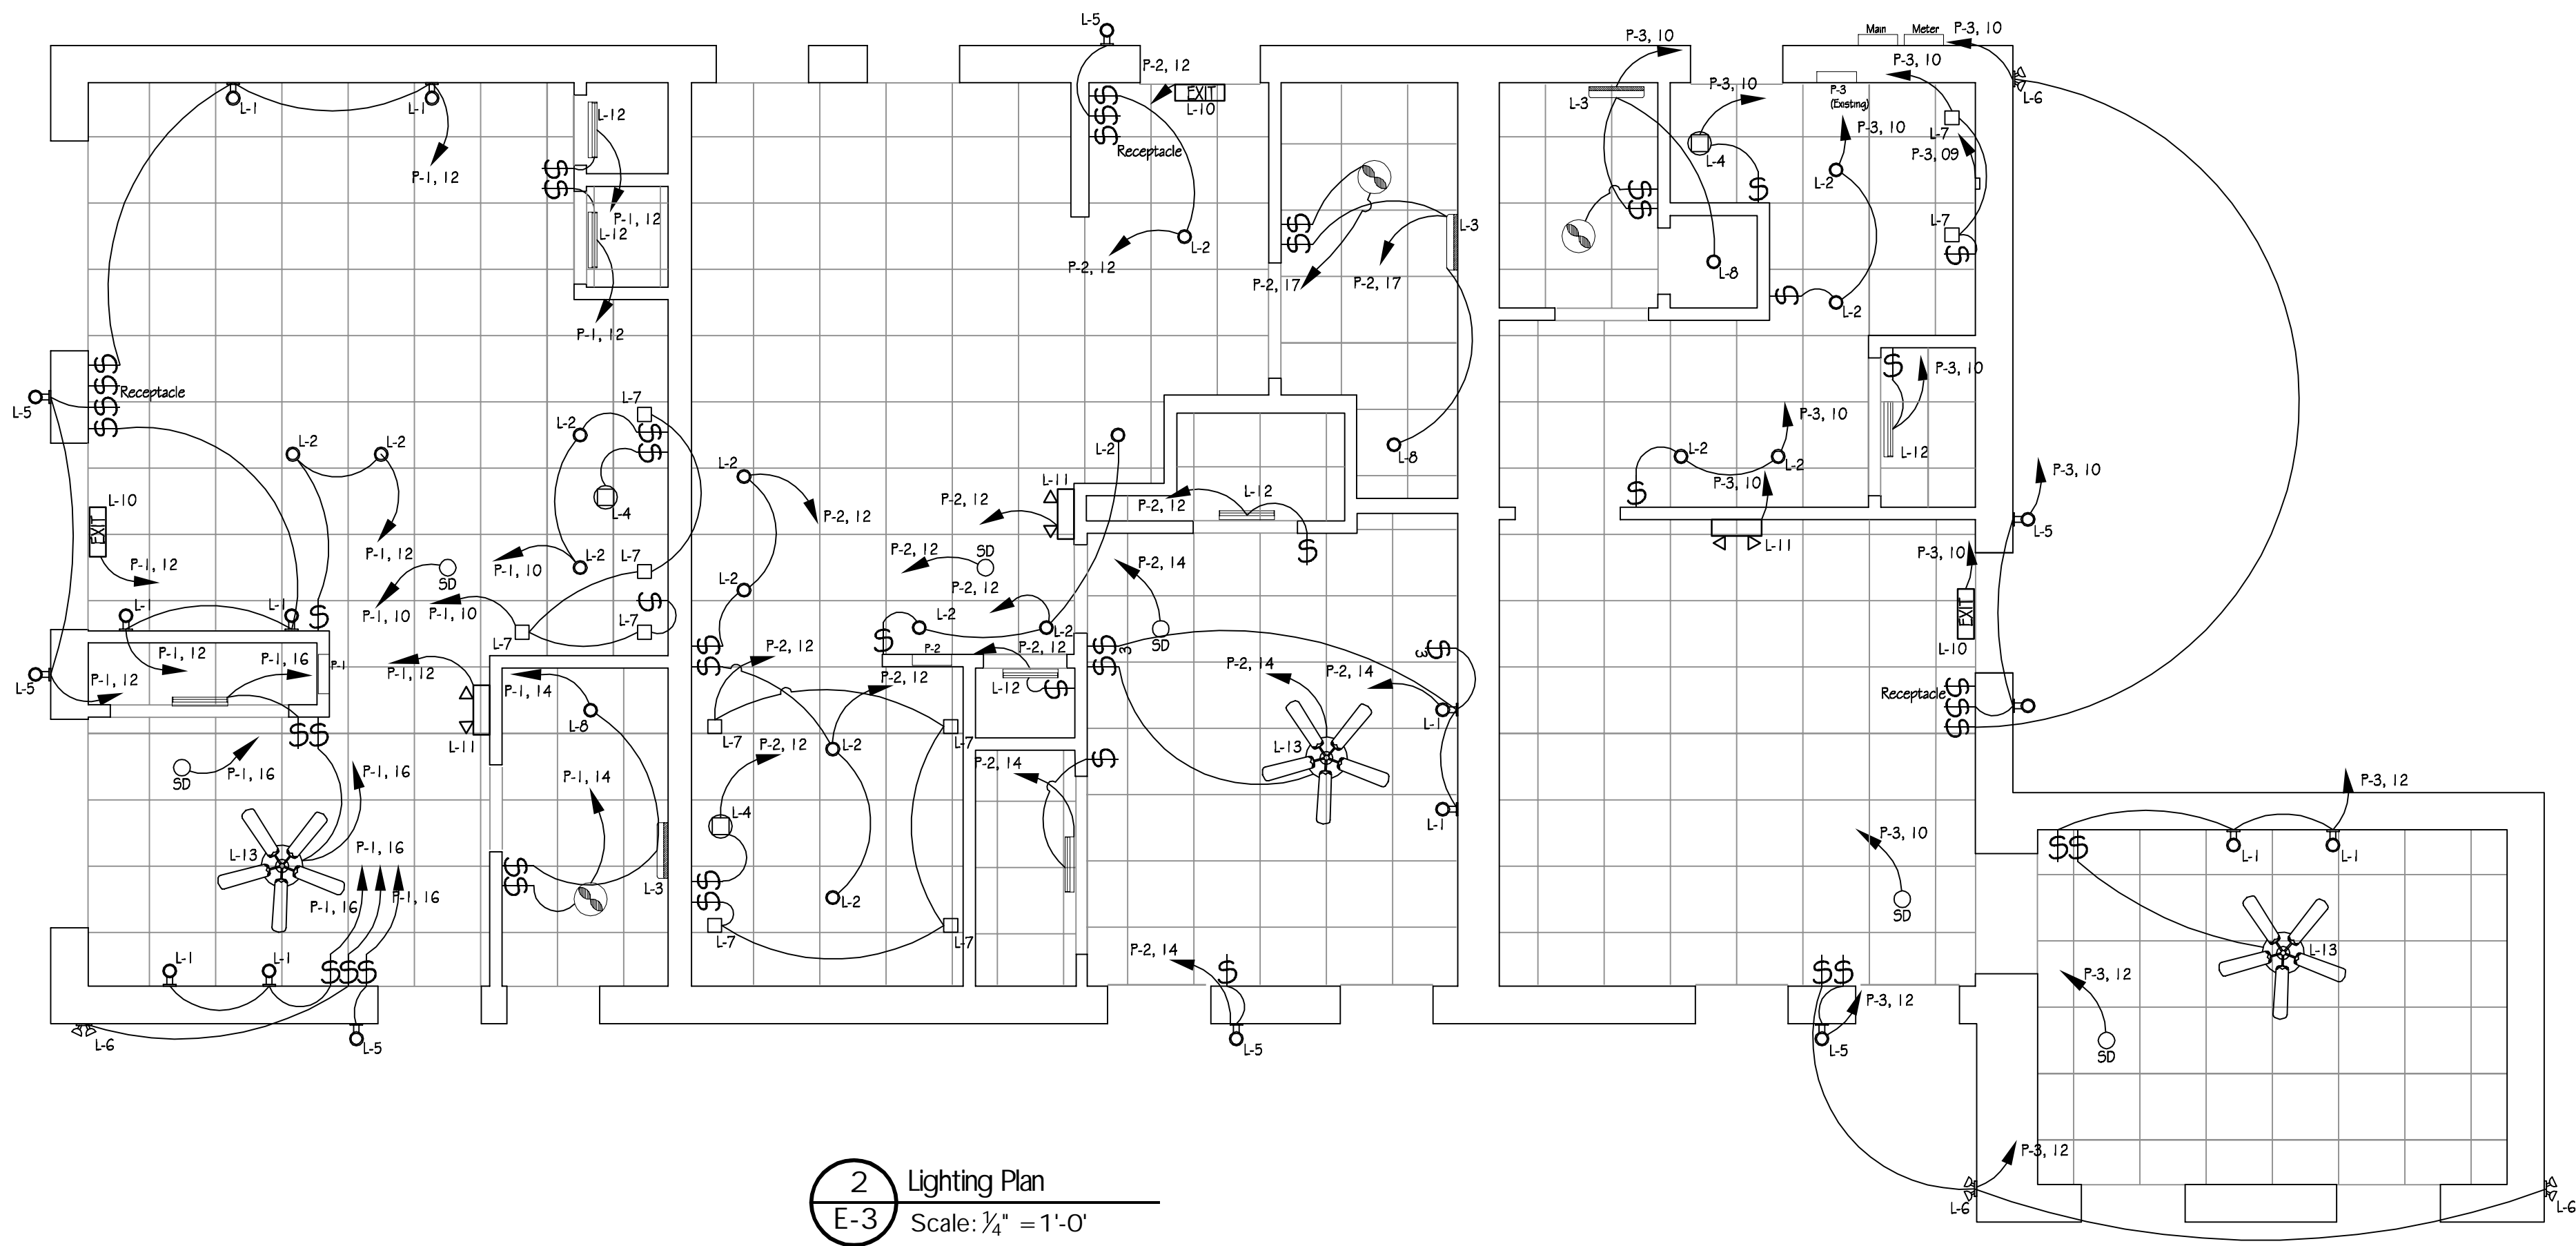 L-5
Main
Meter
P-3, 10
P-3, 10
P-2, 12
P-3, 10
EXIT
L-10
L-1
L-1
L-12
L-3
P-3, 10
P-3
(Existing)
L-6
L-7
P-3, 10
Receptacle
L-4
P-3, 09
P-1, 12
L-2
P-1, 12
L-12
L-2
L-3
L-7
P-2, 12
P-2, 17
P-2, 17
L-8
L-2
P-1, 12
P-3, 10
Receptacle
L-5
L-7
L-2
L-2
L-2
L-2
P-3, 10
L-2
L-8
L-2
L-2
L-12
L-2
P-3, 10
L-10
EXIT
L-11
P-2, 12
P-2, 12
L-12
P-3, 10
L-4
P-2, 12
L-5
P-1, 12
P-1, 12
SD
P-1, 10
L-2
L-7
P-2, 12
SD
P-2, 14
L-11
P-3, 10
EXIT
L-2
P-2, 12
L-1
L-1
P-1, 10
P-1, 10
L-7
L-7
L-2
L-2
SD
L-10
P-1, 12
P-1, 16
P-1
P-1, 12
P-2, 12
P-2
P-2, 12
3
3
L-5
P-1, 12
P-1, 14
P-2, 12
L-12
P-2, 14
P-2, 14
Receptacle
L-11
L-8
L-7
L-2
L-7
L-1
P-2, 12
L-13
SD
P-1, 16
P-1, 16
P-1, 14
P-2, 14
P-3, 12
L-4
L-1
P-3, 10
L-13
P-1, 16
L-3
L-1
L-1
P-1, 16
P-1, 16
L-2
SD
L-7
L-7
L-1
L-1
P-2, 14
L-13
P-3, 12
P-3, 12
L-6
L-5
L-5
L-5
SD
P-3, 12
L-6
L-6
2
Lighting Plan
E-3
Scale: 1/4" = 1'-0'